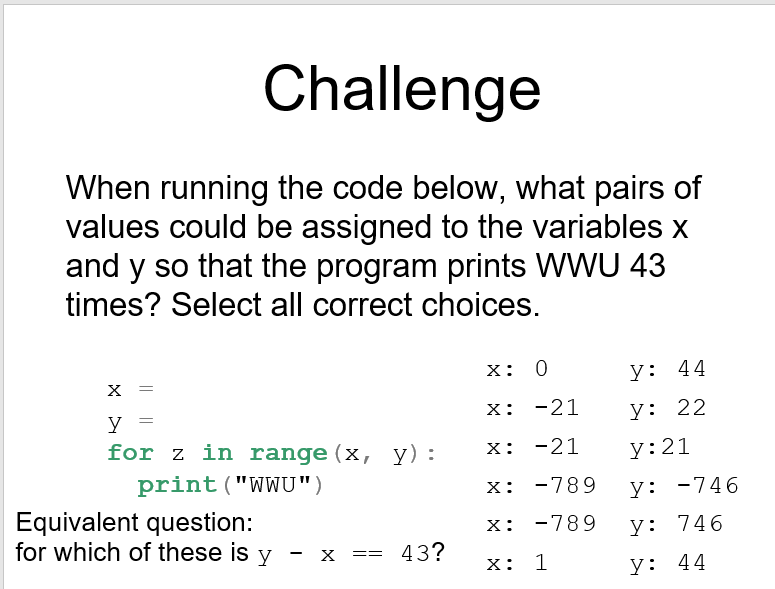 Challenge
When running the code below, what pairs of
values could be assigned to the variables x
and y so that the program prints WWU 43
times? Select all correct choices.
x =
y =
for z in range(x, y):
print("WWU")
Equivalent question:
for which of these is y - x == 43?
x: 0 y: 44
x: -21 y: 22
x: -21 y:21
x: -789 y: -746
x: -789 y: 746
x: 1 y: 44